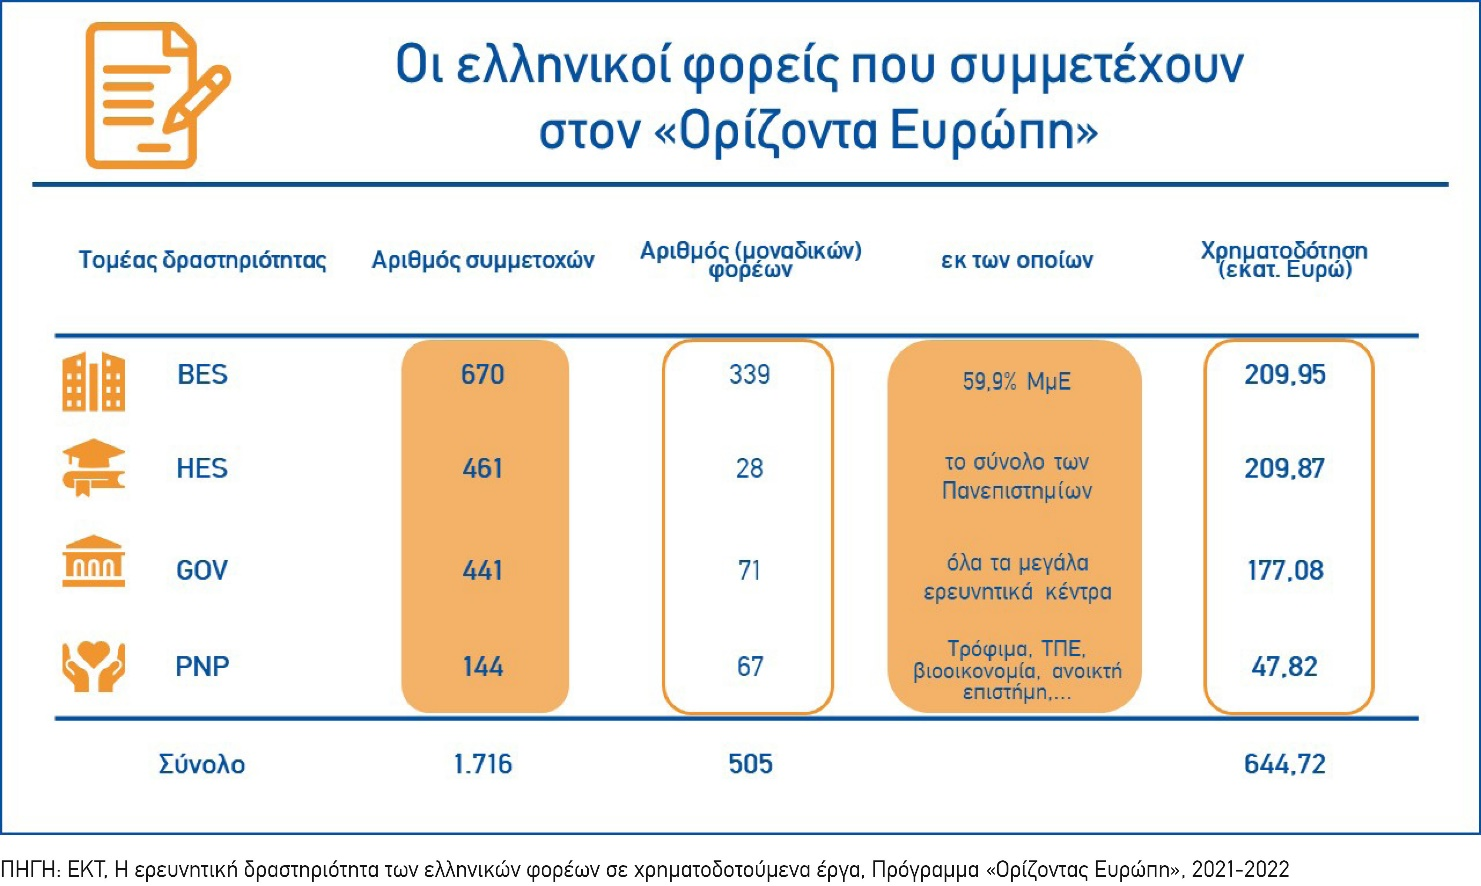 Οι ελληνικοί φορείς που συμμετέχουν
στον «Ορίζοντα Ευρώπη»
Τομέας δραστηριότητας
Αριθμός συμμετοχών
Αριθμός (μοναδικών)
φορέων
εκ των οποίων
Χρηματοδότηση
(εκατ. Ευρώ)
BES
670
339
59,9% ΜμΕ
209,95
HES
461
28
το σύνολο των
Πανεπιστημίων
209,87
GOV
441
71
όλα τα μεγάλα
ερευνητικά κέντρα
177,08
PNP
144
67
Τρόφιμα, ΤΠΕ,
βιοοικονομία, ανοικτή
επιστήμη,...
47,82
Σύνολο
1.716
505
644,72
ΠΗΓΗ: ΕΚΤ, Η ερευνητική δραστηριότητα των ελληνικών φορέων σε χρηματοδοτούμενα έργα, Πρόγραμμα «Ορίζοντας Ευρώπη», 2021-2022